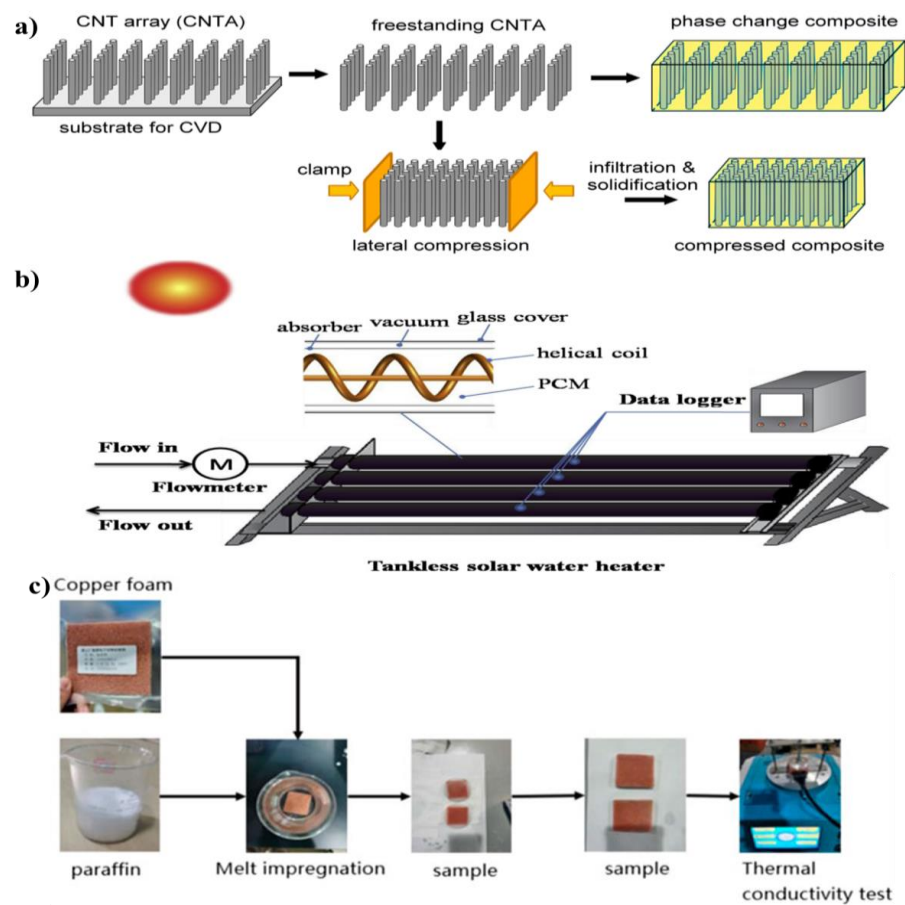 a)
CNT array (CNTA)
freestanding CNTA
phase change composite
substrate for CVD
clamp
infiltration &
solidification
lateral compression
compressed composite
b)
absorber
vacuum
glass cover
helical coil
PCM
Data logger
Flow in
M
Flowmeter
Flow out
Tankless solar water heater
c)
Copper foam
paraffin
Melt impregnation
sample
sample
Thermal
conductivity test